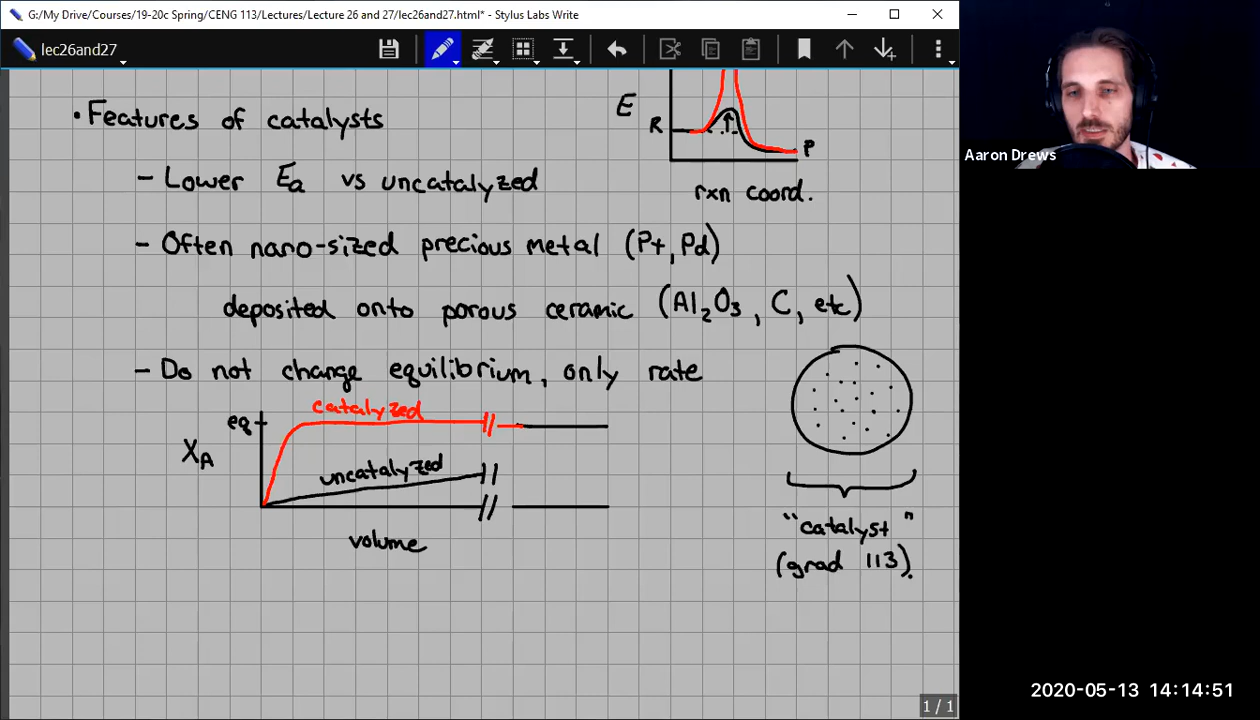 G:/My Drive/Courses/19-20c Spring/CENG 113/Lectures/Lecture 26 and 27/lec26and27.html* - Stylus Labs Write
lec26and27
• Features of catalysts
E
R
P
rxn coord.
- Lower Ea vs uncatalyzed
- Often nano-sized precious metal (Pt, Pd)
deposited onto porous ceramic (Al2O3, C, etc)
- Do not change equilibrium, only rate
catalyzed
eq
XA
uncatalyzed
volume
"catalyst"
(grad 113).
1 / 1
Aaron Drews
2020-05-13 14:14:51